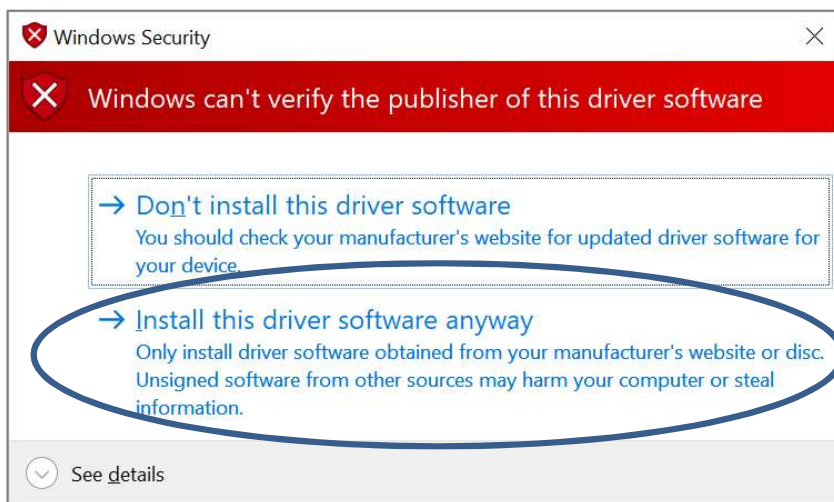 Windows Security
Windows can't verify the publisher of this driver software
Don't install this driver software
You should check your manufacturer's website for updated driver software for
your device.
Install this driver software anyway
Only install driver software obtained from your manufacturer's website or disc.
Unsigned software from other sources may harm your computer or steal
information.
See details